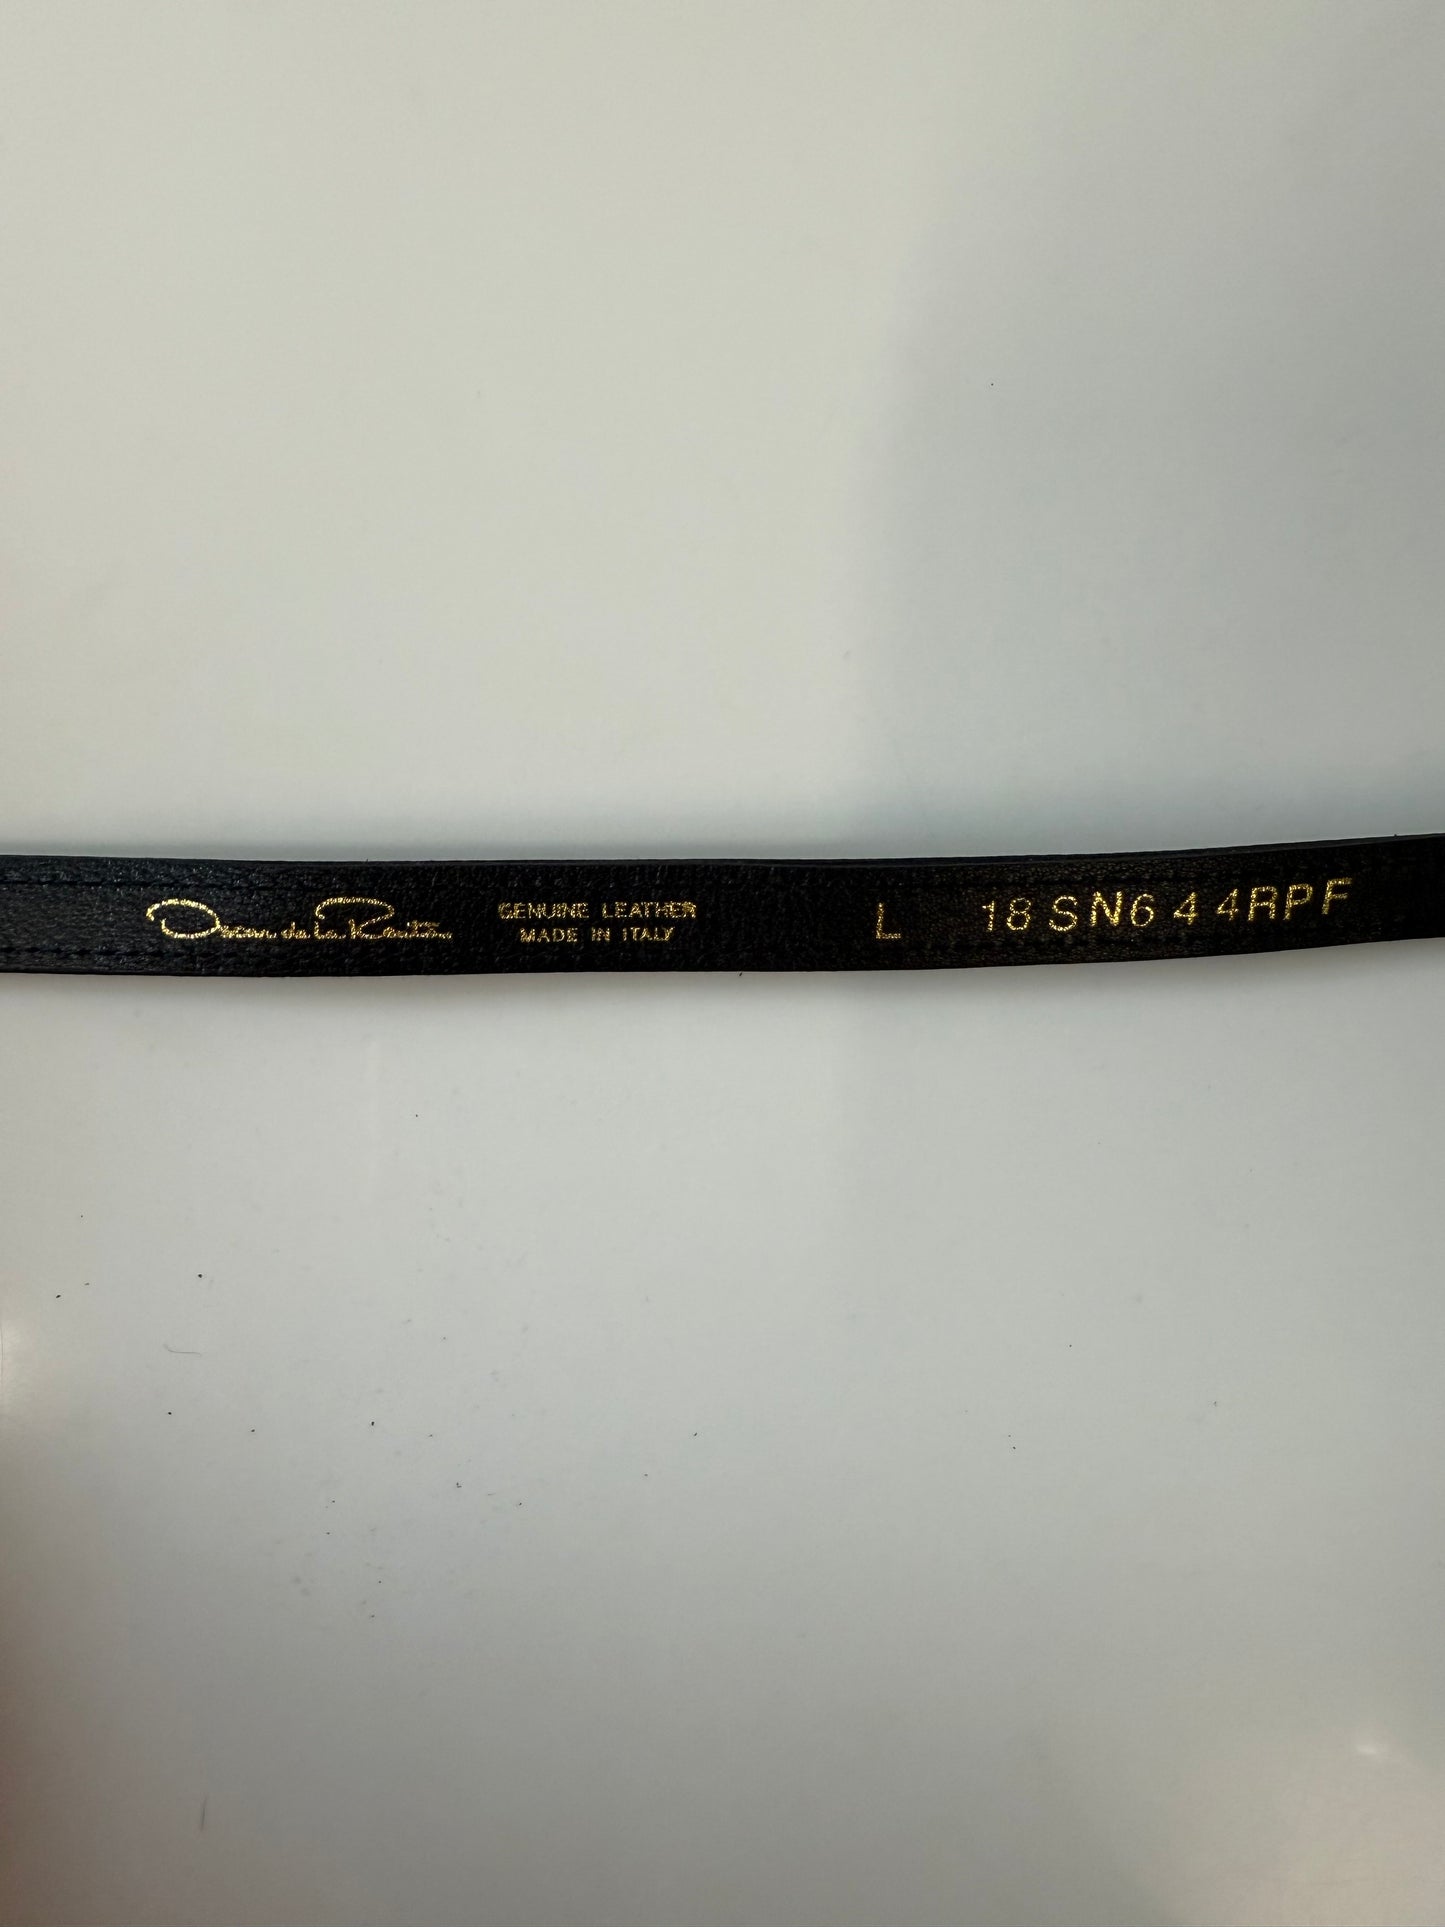 Oscar de la Renta
GENUINE LEATHER
MADE IN ITALY
L 18SN644RPF